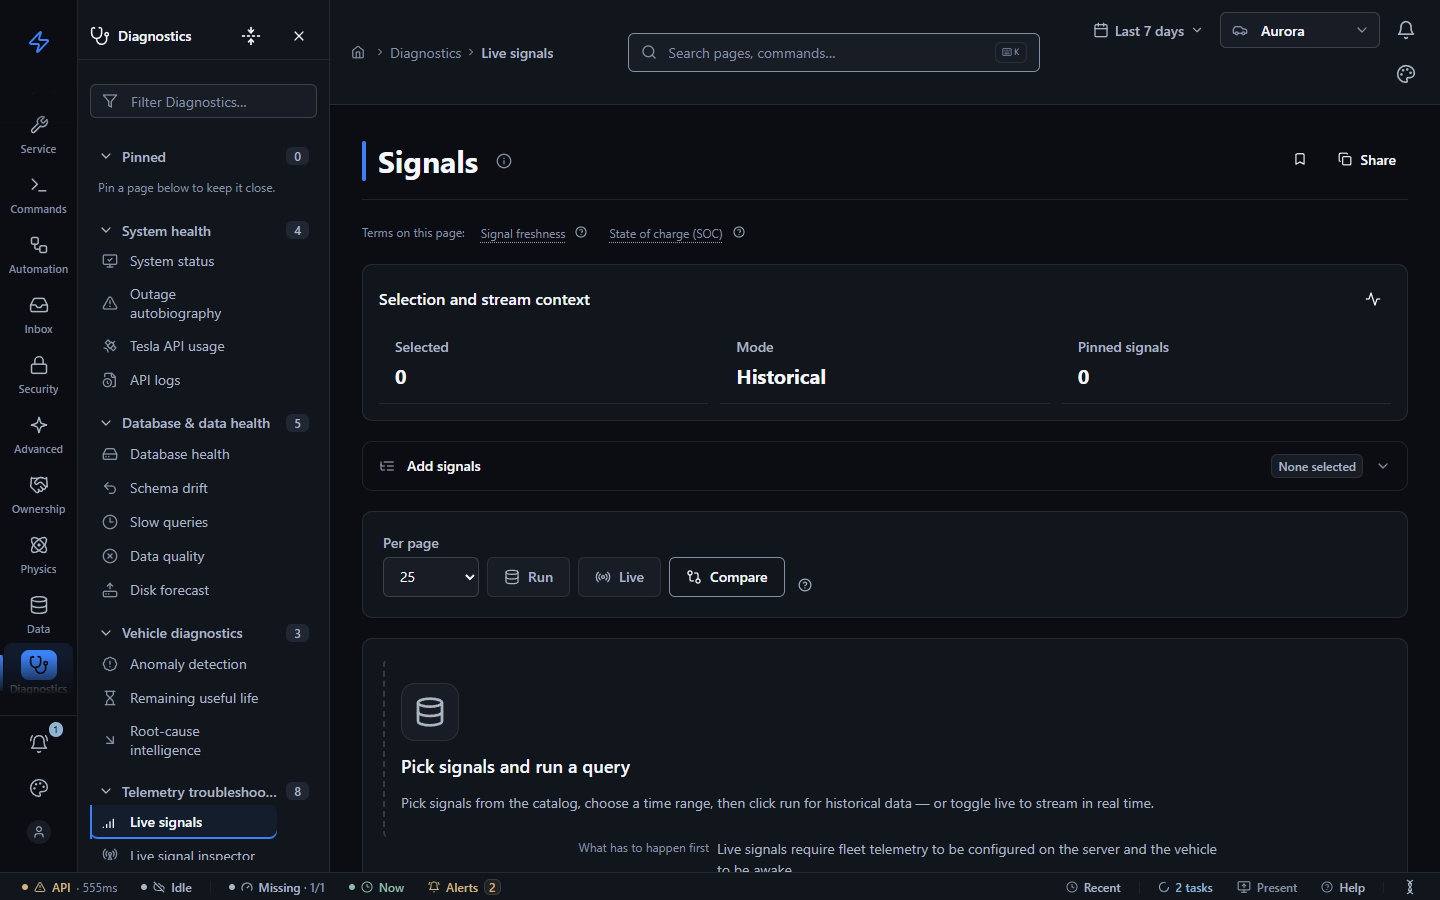 Service
Commands
Automation
Inbox
Security
Advanced
Ownership
Physics
Data
Diagnostics
1
Diagnostics
Filter Diagnostics...
Pinned 0
Pin a page below to keep it close.
System health 4
System status
Outage
autobiography
Tesla API usage
API logs
Database & data health 5
Database health
Schema drift
Slow queries
Data quality
Disk forecast
Vehicle diagnostics 3
Anomaly detection
Remaining useful life
Root-cause
intelligence
Telemetry troubleshoo... 8
Live signals
Live signal inspector
Diagnostics Live signals
Search pages, commands... K
Last 7 days
Aurora
Signals
Share
Terms on this page: Signal freshness State of charge (SOC)
Selection and stream context
Selected Mode Pinned signals
0 Historical 0
Add signals None selected
Per page
25 Run Live Compare
Pick signals and run a query
Pick signals from the catalog, choose a time range, then click run for historical data — or toggle live to stream in real time.
What has to happen first Live signals require fleet telemetry to be configured on the server and the vehicle
to be awake.
API · 555ms Idle Missing · 1/1 Now Alerts 2 Recent 2 tasks Present Help